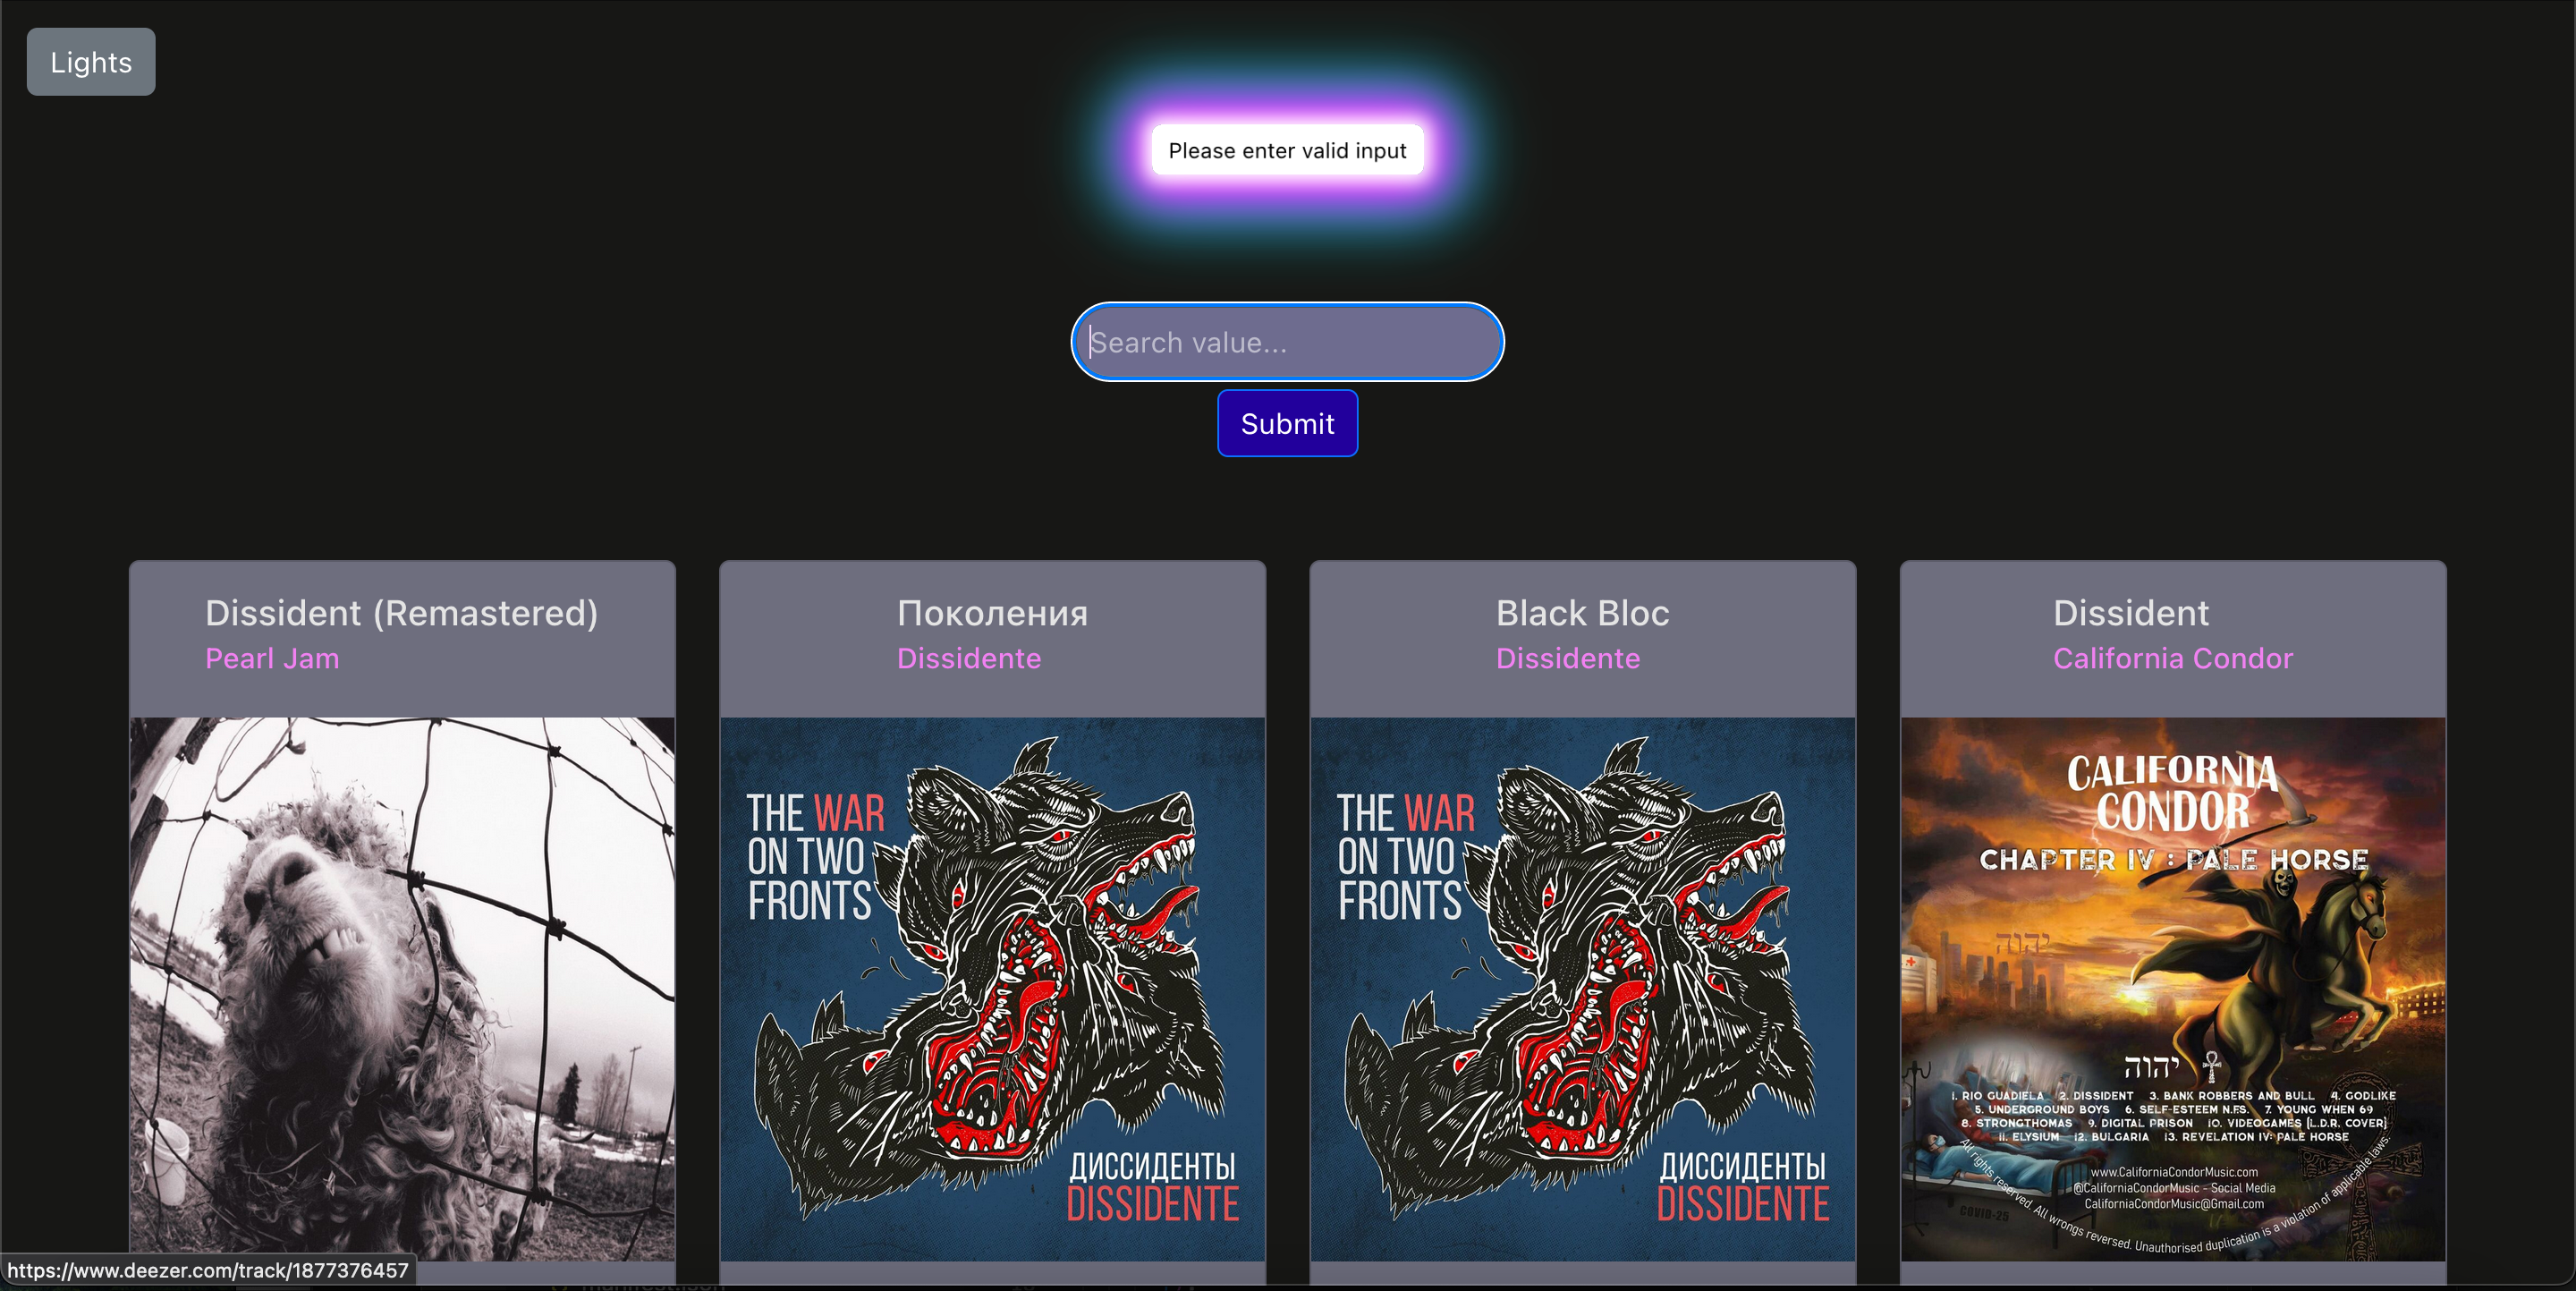 Lights
Please enter valid input
Search value...
Submit
Dissident (Remastered)
Pearl Jam
Поколения
Dissidente
THE WAR
ON TWO
FRONTS
ДИССИДЕНТЫ
DISSIDENTE
Black Bloc
Dissidente
THE WAR
ON TWO
FRONTS
ДИССИДЕНТЫ
DISSIDENTE
Dissident
California Condor
CALIFORNIA
CONDOR
CHAPTER IV : PALE HORSE
יהוה
יהוה
1. RIO GUADIELA 2. DISSIDENT 3. BANK ROBBERS AND BULL 4. GODLIKE
5. UNDERGROUND BOYS 6. SELF-ESTEEM N.F.S. 7. YOUNG WHEN 69
8. STRONGTHOMAS 9. DIGITAL PRISON 10. VIDEOGAMES (L.D.R. COVER)
11. ELYSIUM 12. BULGARIA 13. REVELATION IV: PALE HORSE
www.CaliforniaCondorMusic.com
@CaliforniaCondorMusic - Social Media
CaliforniaCondorMusic@Gmail.com
All rights reserved. All wrongs reversed. Unauthorised duplication is a violation of applicable laws.
COVID-25
https://www.deezer.com/track/1877376457